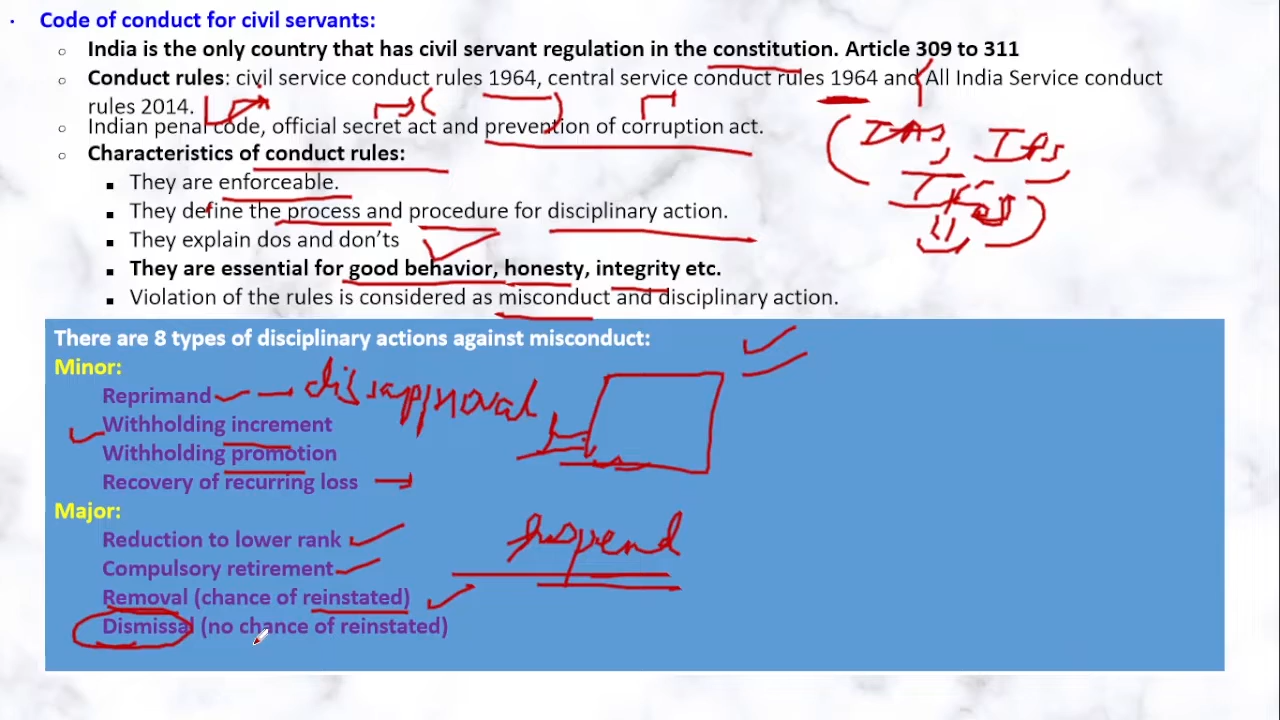 Code of conduct for civil servants:
India is the only country that has civil servant regulation in the constitution. Article 309 to 311
Conduct rules: civil service conduct rules 1964, central service conduct rules 1964 and All India Service conduct
rules 2014.
Indian penal code, official secret act and prevention of corruption act.
IAS, IPS
Characteristics of conduct rules:
They are enforceable.
They define the process and procedure for disciplinary action.
They explain dos and don'ts
They are essential for good behavior, honesty, integrity etc.
Violation of the rules is considered as misconduct and disciplinary action.
There are 8 types of disciplinary actions against misconduct:
Minor:
Reprimand disapproval
Withholding increment
Withholding promotion
Recovery of recurring loss
Major:
Reduction to lower rank
Compulsory retirement
Removal (chance of reinstated)
Dismissal (no chance of reinstated)